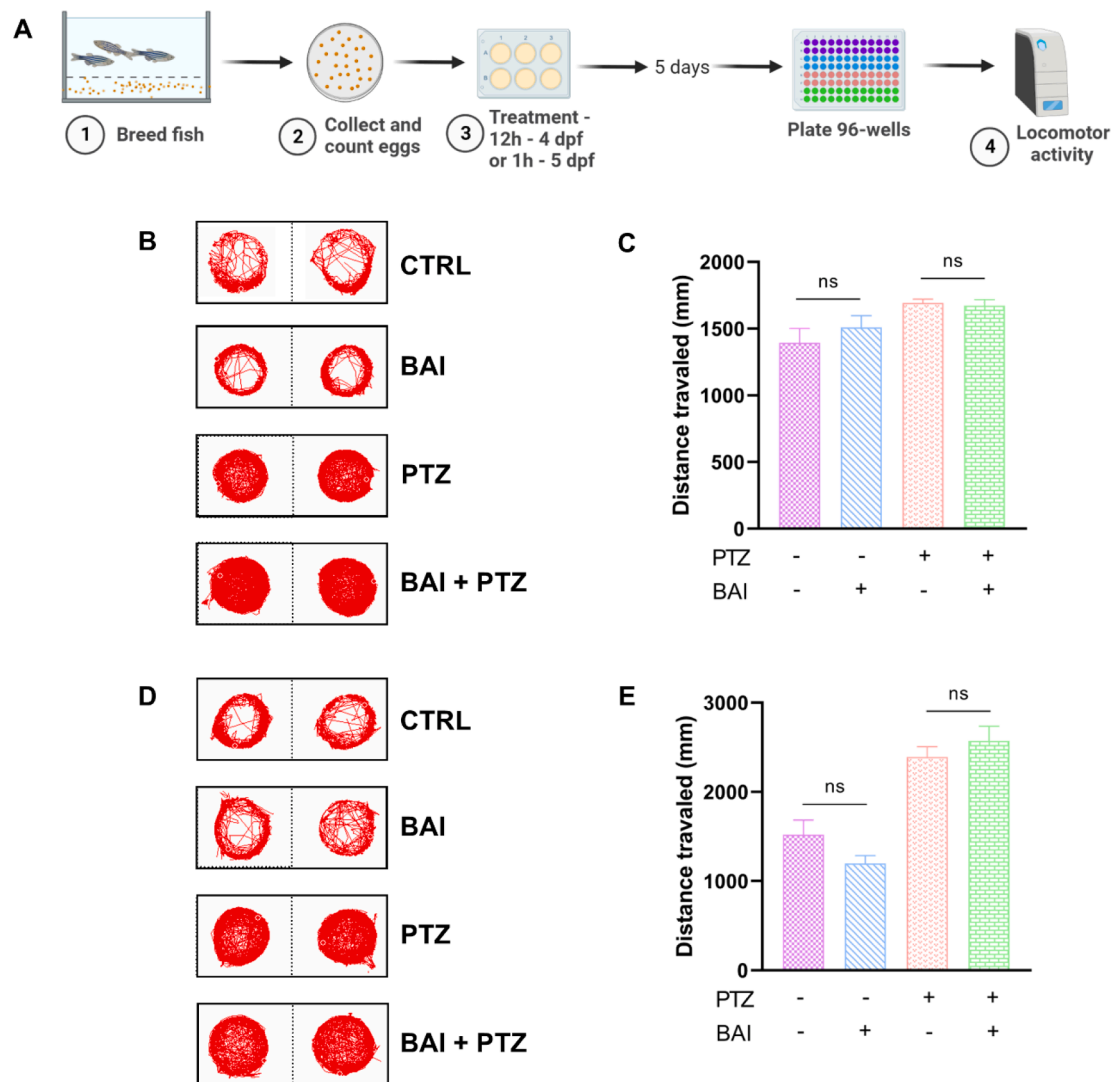 A
1 Breed fish
2 Collect and
count eggs
1 2 3
A
B
3 Treatment -
12h - 4 dpf
or 1h - 5 dpf
5 days
Plate 96-wells
4 Locomotor
activity
B
CTRL
BAI
PTZ
BAI + PTZ
C
Distance travaled (mm)
2000
1500
1000
500
0
ns
ns
PTZ - - + +
BAI - + - +
D
CTRL
BAI
PTZ
BAI + PTZ
E
Distance travaled (mm)
3000
2000
1000
0
ns
ns
PTZ - - + +
BAI - + - +